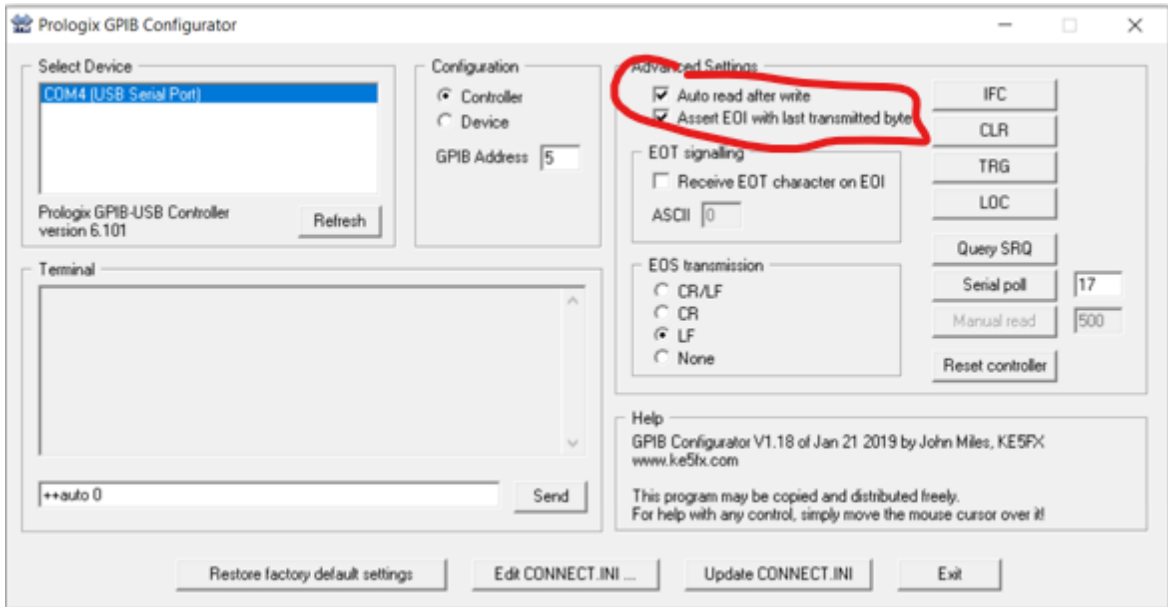 Prologix GPIB Configurator
Select Device
COM4 (USB Serial Port)
Prologix GPIB-USB Controller
version 6.101
Refresh
Configuration
Controller
Device
GPIB Address 5
Advanced Settings
Auto read after write
Assert EOI with last transmitted byte
EOT signalling
Receive EOT character on EOI
ASCII 0
EOS transmission
CR/LF
CR
LF
None
IFC
CLR
TRG
LOC
Query SRQ
Serial poll 17
Manual read 500
Reset controller
Terminal
++auto 0 Send
Help
GPIB Configurator V1.18 of Jan 21 2019 by John Miles, KE5FX
www.ke5fx.com
This program may be copied and distributed freely.
For help with any control, simply move the mouse cursor over it!
Restore factory default settings Edit CONNECT.INI ... Update CONNECT.INI Exit